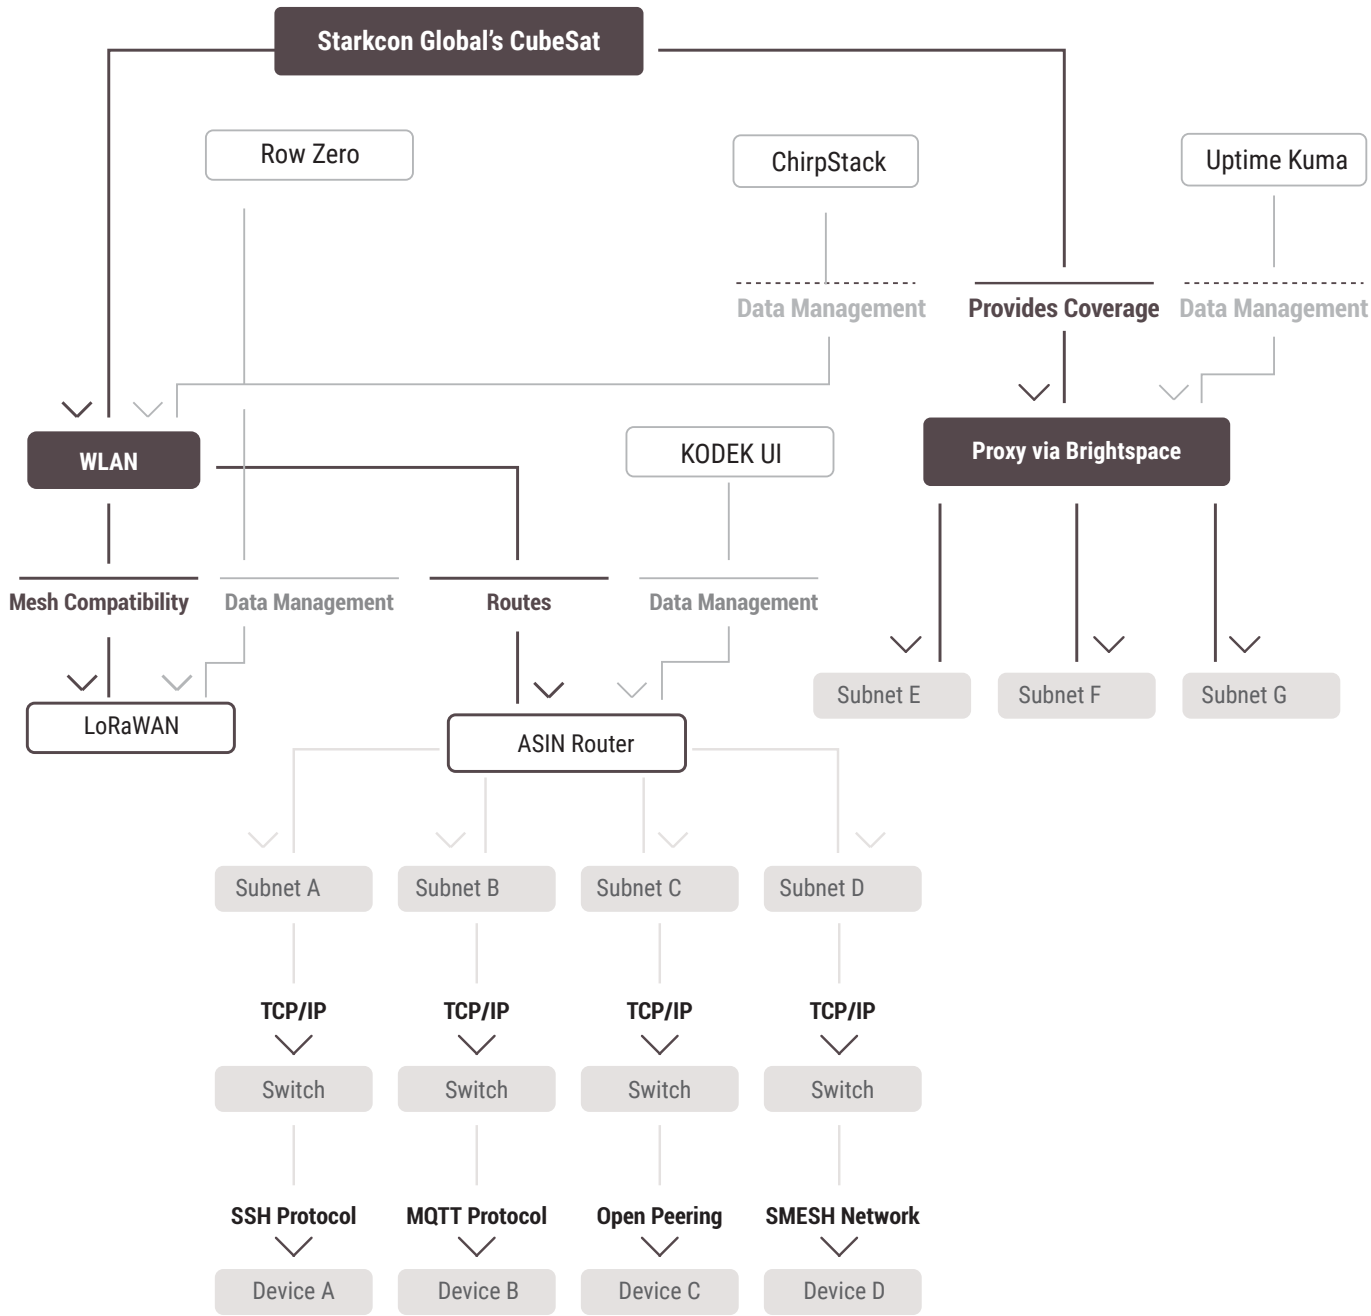 Starkcon Global’s CubeSat
Row Zero
ChirpStack
Uptime Kuma
Data Management
Provides Coverage
Data Management
WLAN
KODEK UI
Proxy via Brightspace
Mesh Compatibility
Data Management
Routes
Data Management
Subnet E
Subnet F
Subnet G
LoRaWAN
ASIN Router
Subnet A
Subnet B
Subnet C
Subnet D
TCP/IP
TCP/IP
TCP/IP
TCP/IP
Switch
Switch
Switch
Switch
SSH Protocol
MQTT Protocol
Open Peering
SMESH Network
Device A
Device B
Device C
Device D